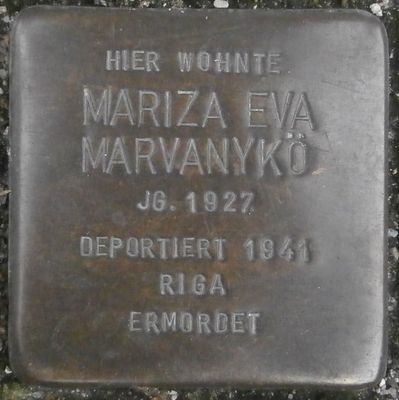 HIER WOHNTE
MARIZA EVA
MARVANYKÖ
JG. 1927
DEPORTIERT 1941
RIGA
ERMORDET